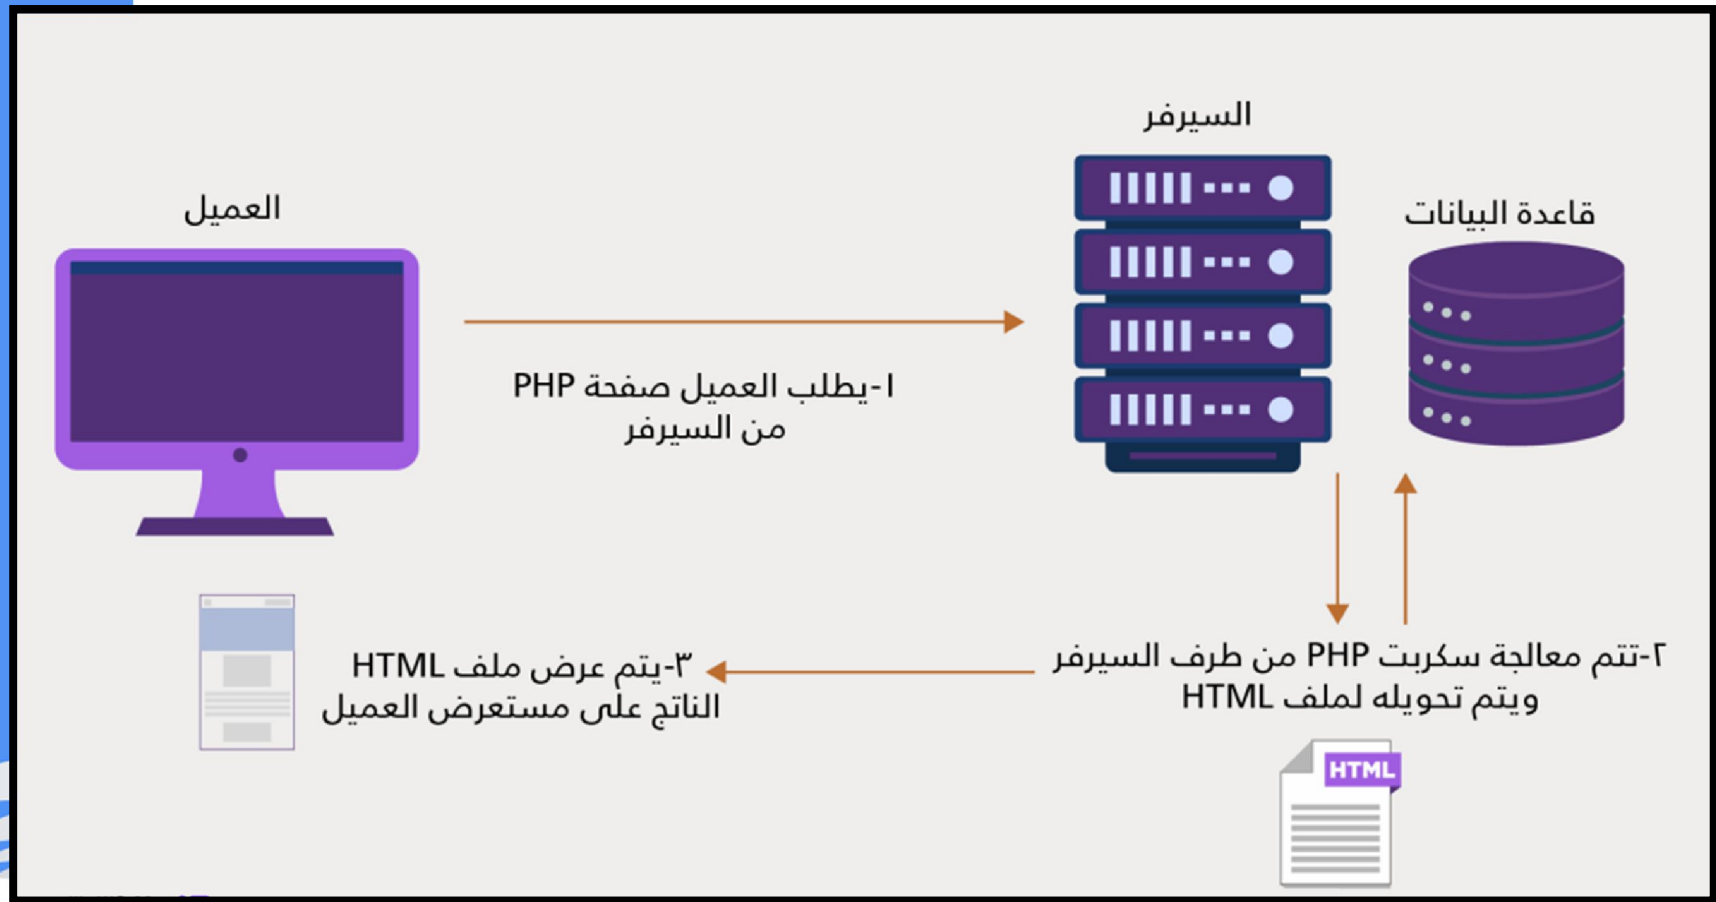 السيرفر
قاعدة البيانات
العميل
١-يطلب العميل صفحة PHP
من السيرفر
٢-تتم معالجة سكربت PHP من طرف السيرفر
ويتم تحويله لملف HTML
٣-يتم عرض ملف HTML
الناتج على مستعرض العميل
HTML